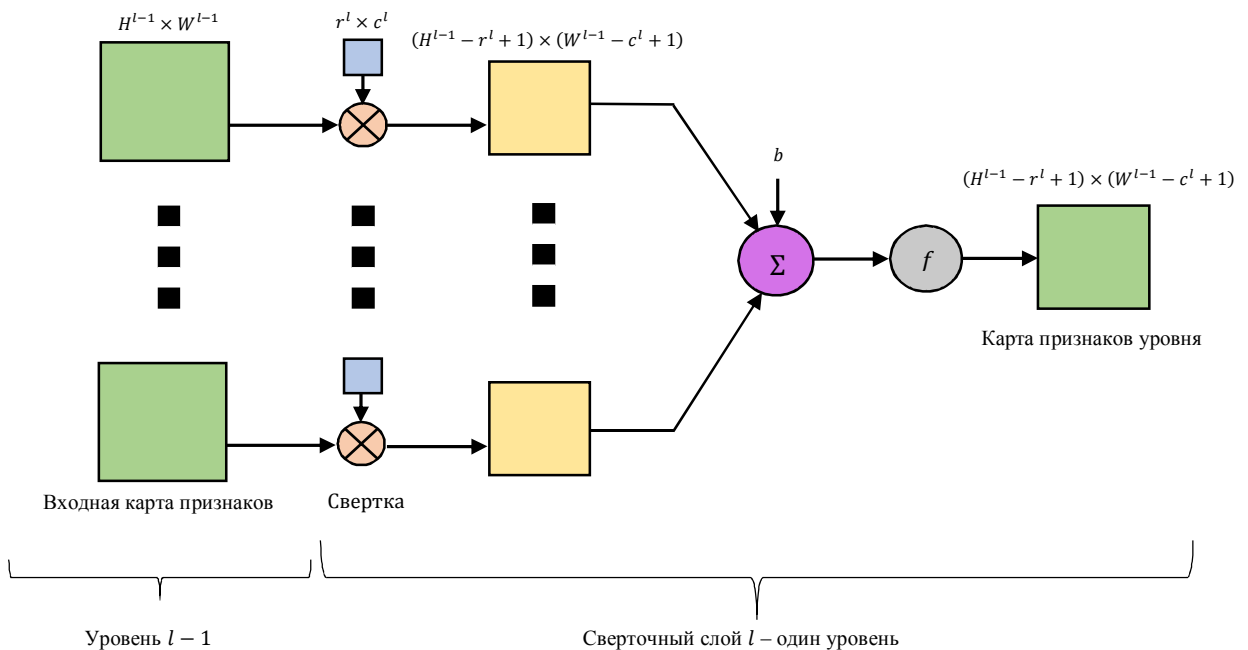 H^{l-1} × W^{l-1}
r^l × c^l
(H^{l-1} − r^l + 1) × (W^{l-1} − c^l + 1)
b
(H^{l-1} − r^l + 1) × (W^{l-1} − c^l + 1)
Σ
f
Карта признаков уровня
Входная карта признаков
Свертка
Уровень l − 1
Сверточный слой l – один уровень